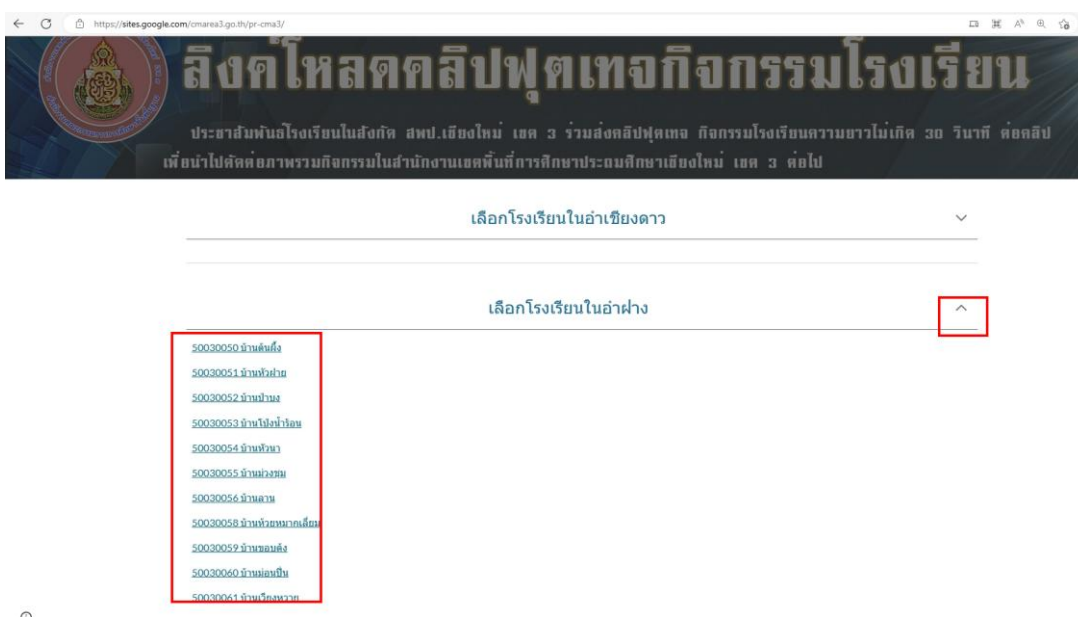 https://sites.google.com/cmarea3.go.th/pr-cma3/
ลิงค์โหลดคลิปฟุตเทจกิจกรรมโรงเรียน
ประชาสัมพันธ์โรงเรียนในสังกัด สพป.เชียงใหม่ เขต 3 ร่วมส่งคลิปฟุตเทจ กิจกรรมโรงเรียนความยาวไม่เกิด 30 วินาที ต่อคลิป
เพื่อนำไปตัดต่อภาพรวมกิจกรรมในสำนักงานเขตพื้นที่การศึกษาประถมศึกษาเชียงใหม่ เขต 3 ต่อไป
เลือกโรงเรียนในอำเชียงดาว
เลือกโรงเรียนในอำฝาง
50030050 บ้านต้นผึ้ง
50030051 บ้านหัวฝาย
50030052 บ้านป่าบง
50030053 บ้านโป่งน้ำร้อน
50030054 บ้านหัวนา
50030055 บ้านม่วงชุม
50030056 บ้านลาน
50030058 บ้านห้วยหมากเลี่ยม
50030059 บ้านขอบด้ง
50030060 บ้านม่อนปิ่น
50030061 บ้านเวียงหวาย